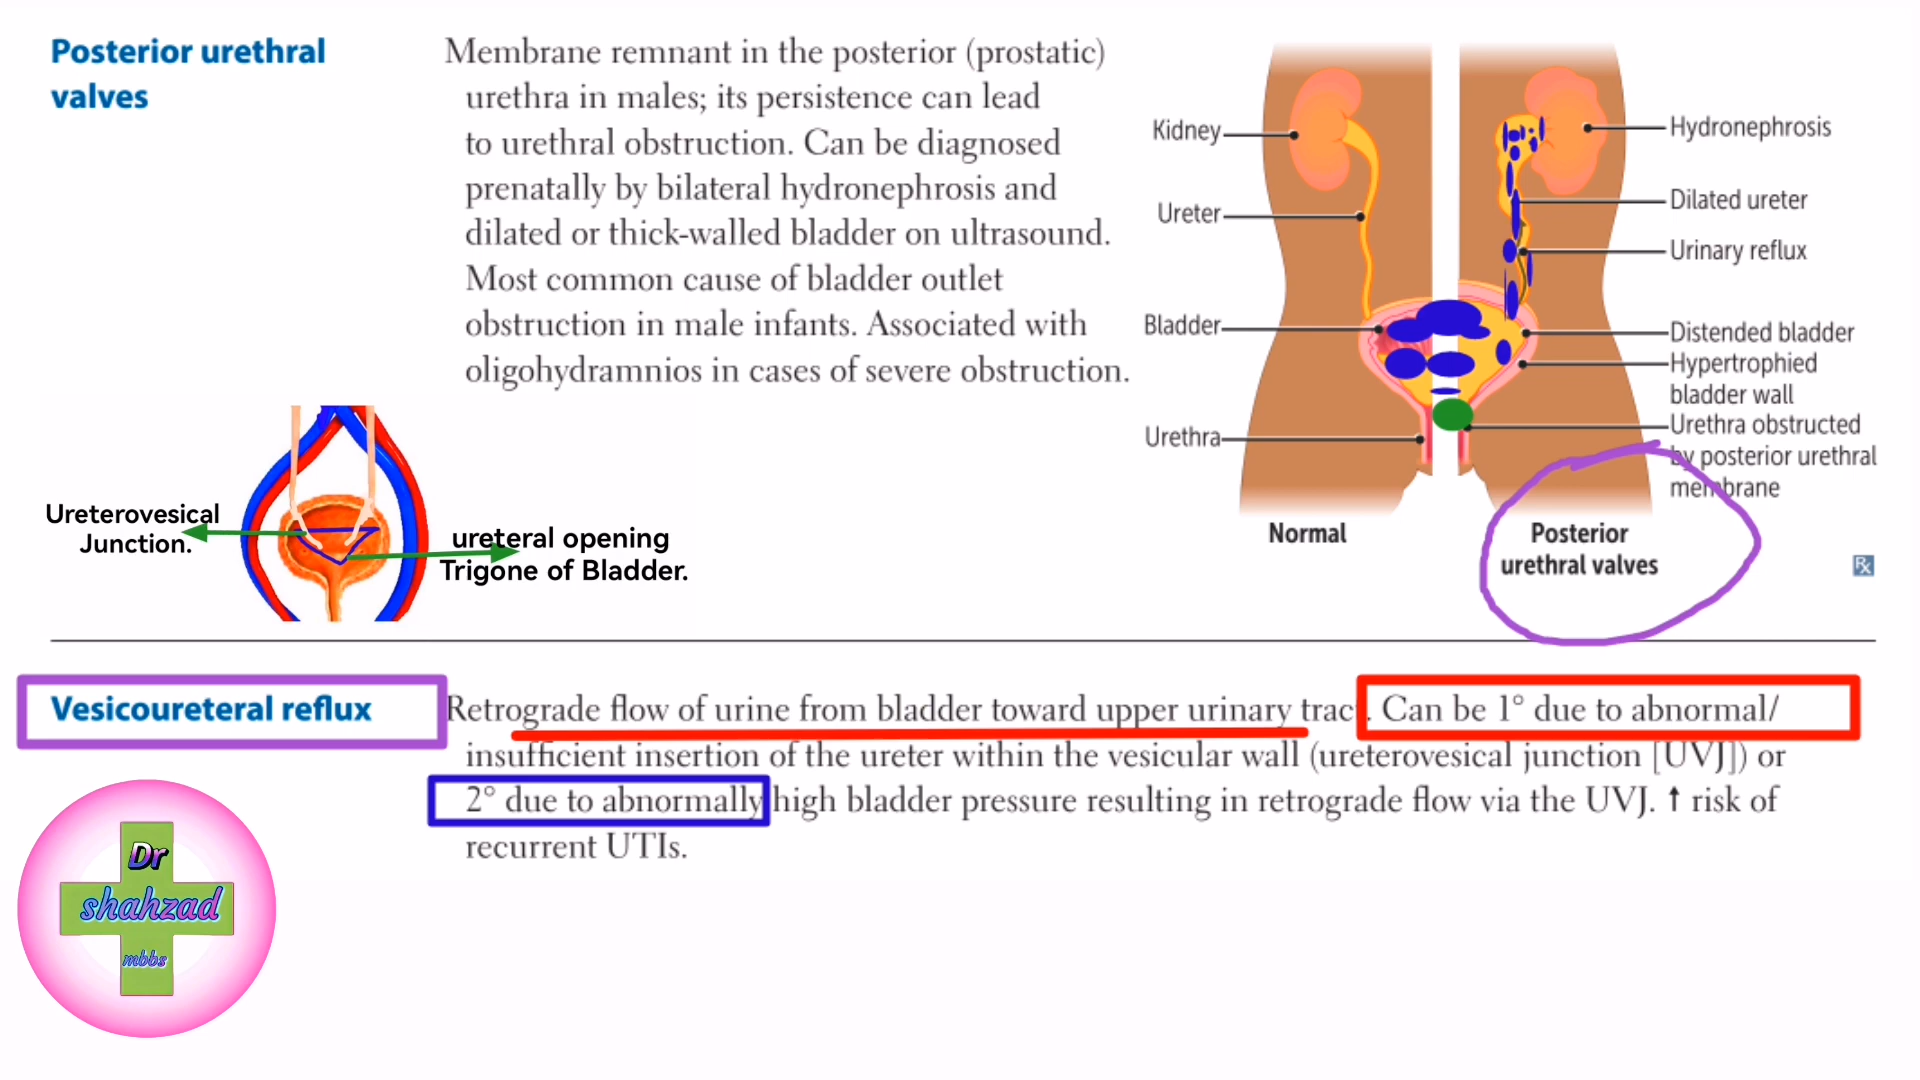 Posterior urethral
valves
Membrane remnant in the posterior (prostatic)
urethra in males; its persistence can lead
to urethral obstruction. Can be diagnosed
prenatally by bilateral hydronephrosis and
dilated or thick-walled bladder on ultrasound.
Most common cause of bladder outlet
obstruction in male infants. Associated with
oligohydramnios in cases of severe obstruction.
Kidney
Ureter
Bladder
Urethra
Normal
Hydronephrosis
Dilated ureter
Urinary reflux
Distended bladder
Hypertrophied
bladder wall
Urethra obstructed
by posterior urethral
membrane
Posterior
urethral valves
Rx
Ureterovesical
Junction.
ureteral opening
Trigone of Bladder.
Vesicoureteral reflux
Retrograde flow of urine from bladder toward upper urinary tract. Can be 1° due to abnormal/
insufficient insertion of the ureter within the vesicular wall (ureterovesical junction [UVJ]) or
2° due to abnormally high bladder pressure resulting in retrograde flow via the UVJ. ↑ risk of
recurrent UTIs.
Dr
shahzad
mbbs